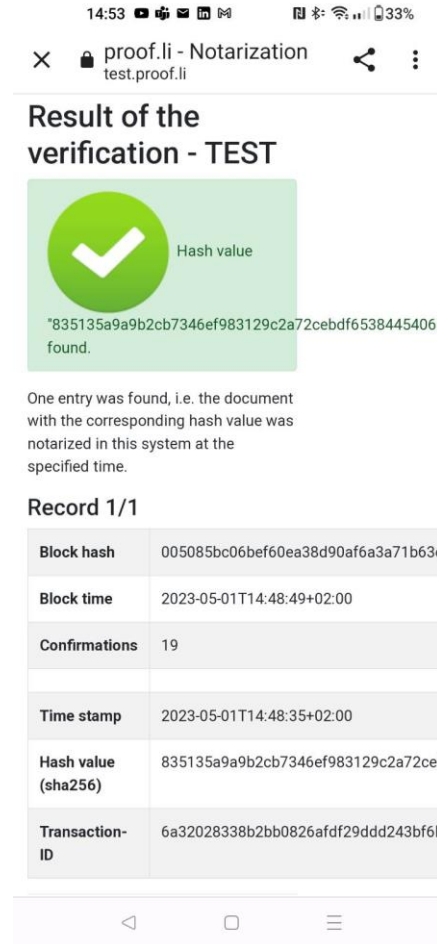 14:53 33%
proof.li - Notarization
test.proof.li
Result of the
verification - TEST
Hash value
"835135a9a9b2cb7346ef983129c2a72cebdf6538445406
found.
One entry was found, i.e. the document
with the corresponding hash value was
notarized in this system at the
specified time.
Record 1/1
Block hash 005085bc06bef60ea38d90af6a3a71b63
Block time 2023-05-01T14:48:49+02:00
Confirmations 19
Time stamp 2023-05-01T14:48:35+02:00
Hash value 835135a9a9b2cb7346ef983129c2a72ce
(sha256)
Transaction- 6a32028338b2bb0826afdf29ddd243bf6
ID